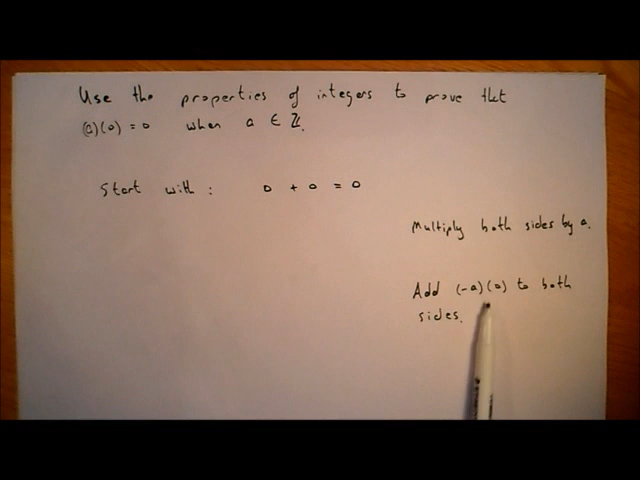 Use the properties of integers to prove that
(a)(0) = 0 when a ∈ ℤ.
Start with : 0 + 0 = 0
Multiply both sides by a.
Add (-a)(0) to both
sides.